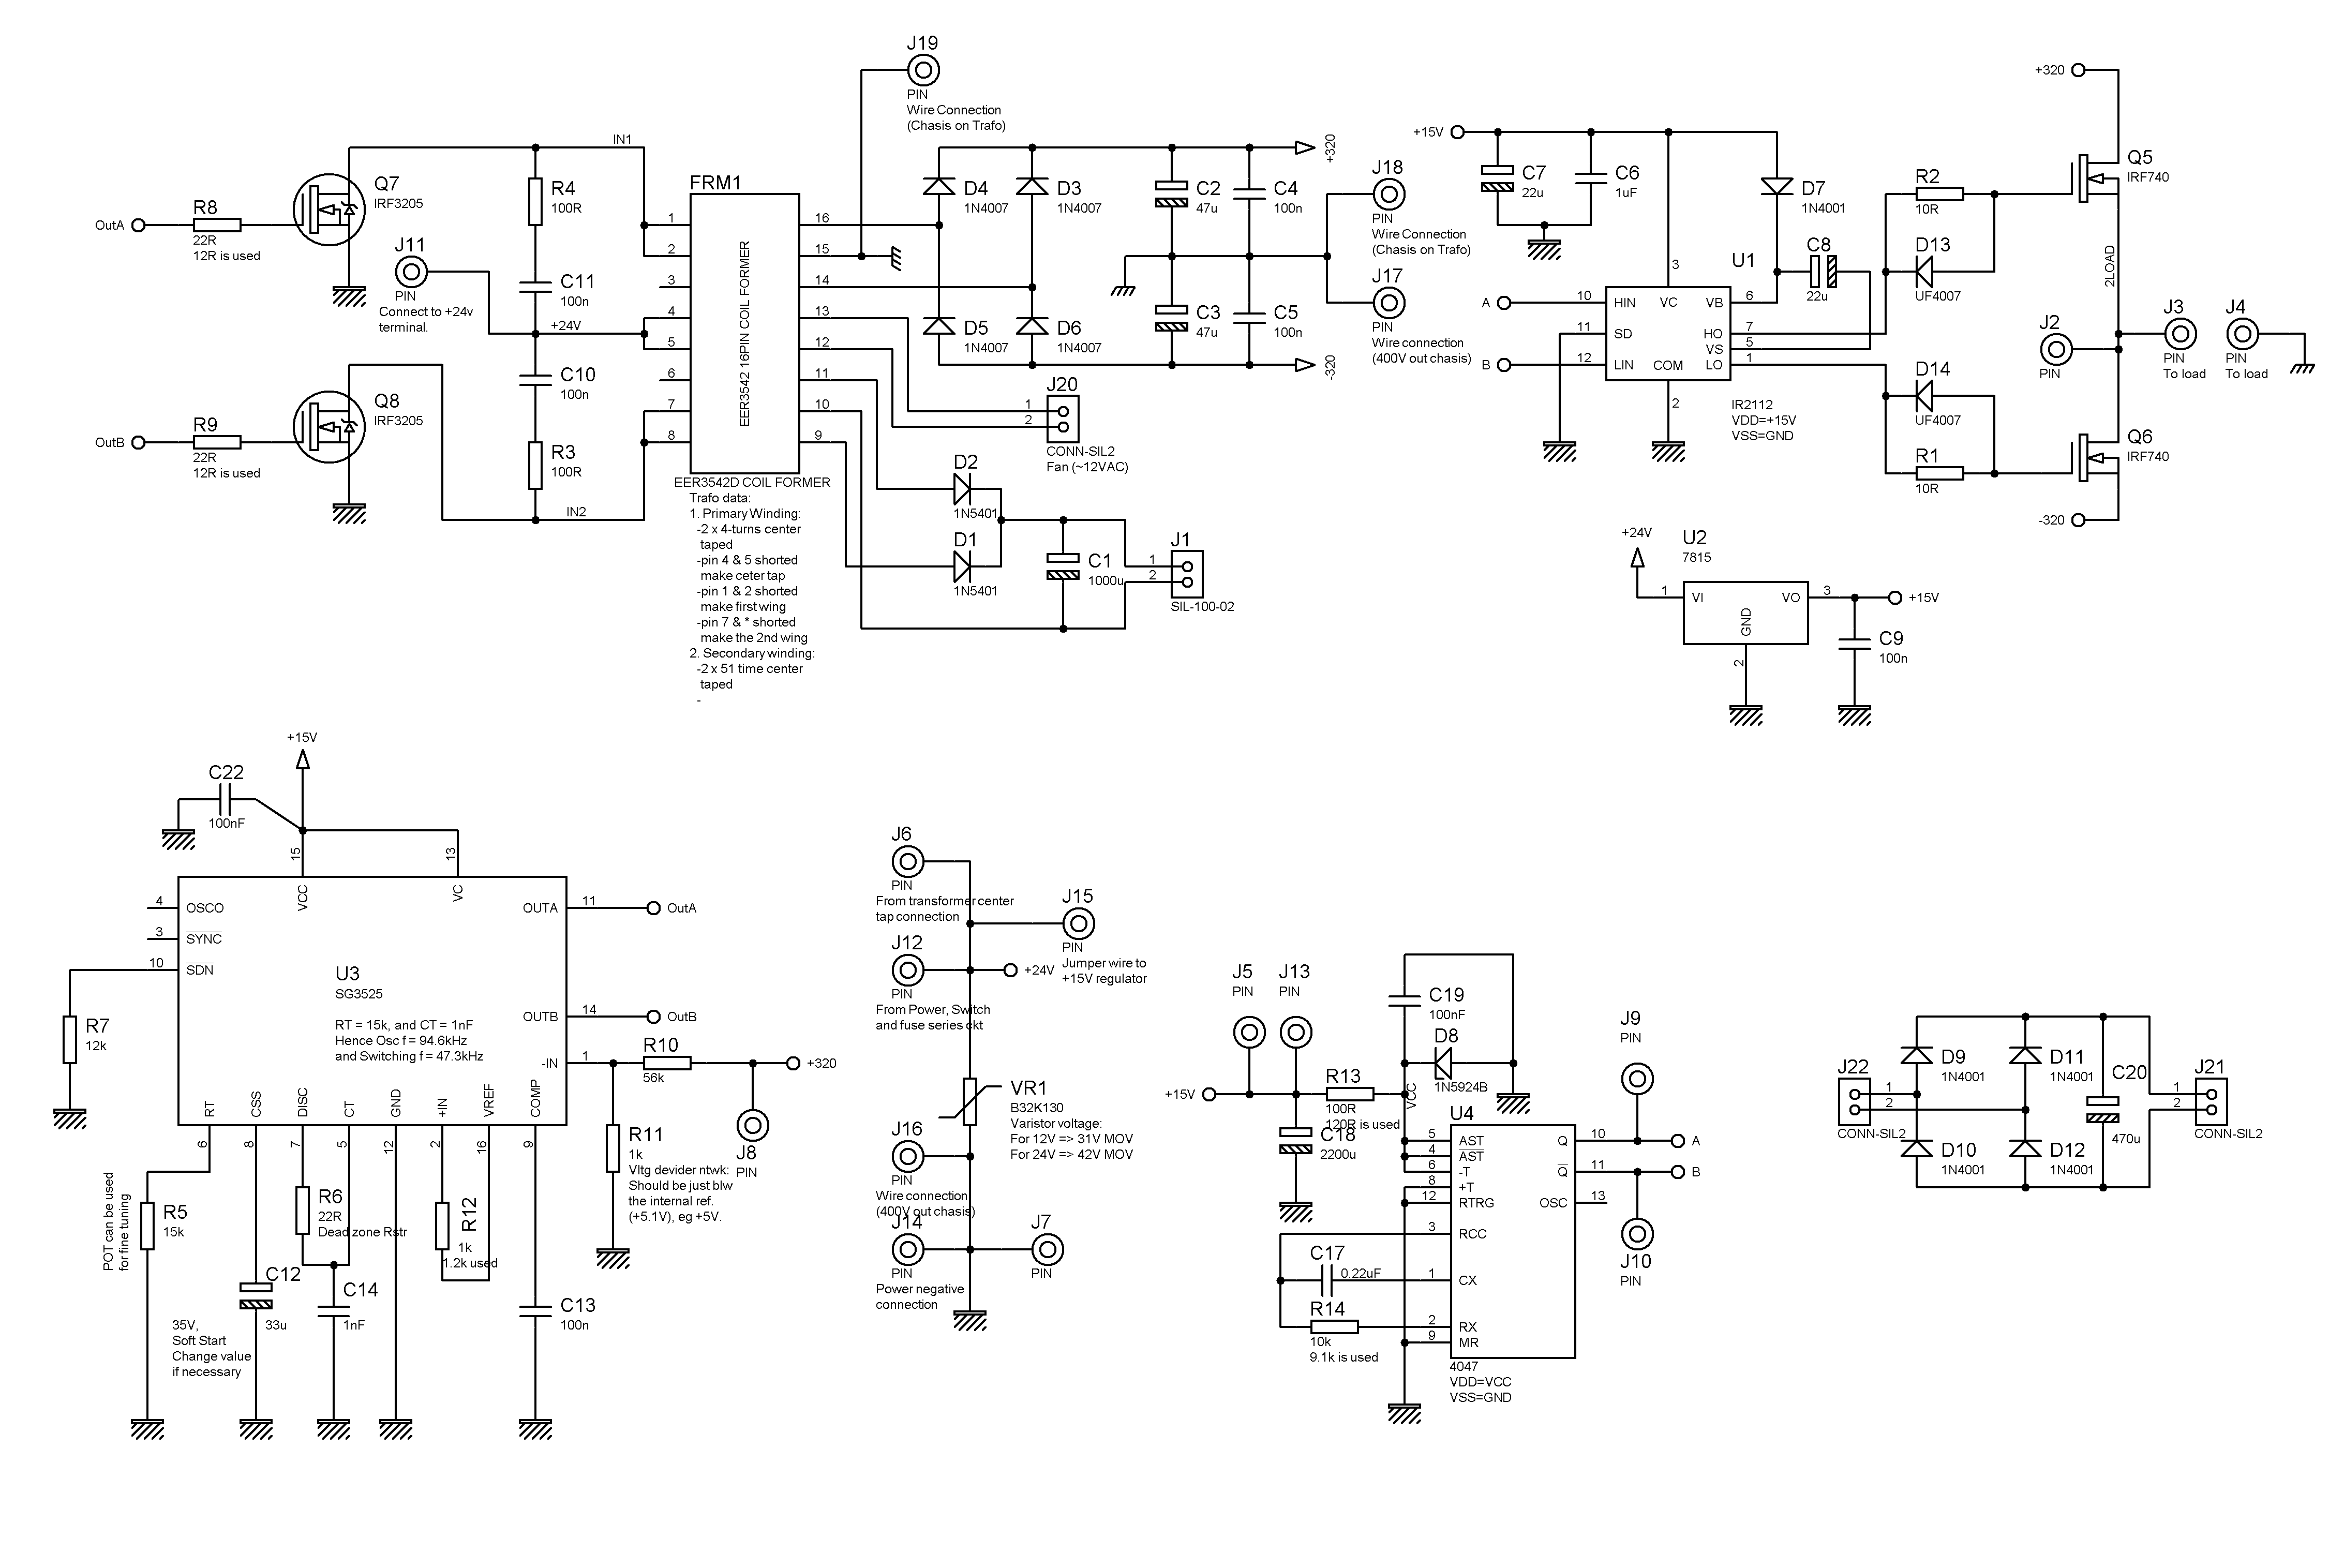 J19
PIN
Wire Connection
(Chasis on Trafo)
OutA
R8
22R
12R is used
Q7
IRF3205
J11
PIN
Connect to +24v
terminal.
R4
100R
C11
100n
IN1
+24V
C10
100n
R3
100R
IN2
OutB
R9
22R
12R is used
Q8
IRF3205
FRM1
1
2
3
4
5
6
7
8
16
15
14
13
12
11
10
9
EER3542 16PIN COIL FORMER
EER3542D COIL FORMER
Trafo data:
1. Primary Winding:
-2 x 4-turns center
taped
-pin 4 & 5 shorted
make ceter tap
-pin 1 & 2 shorted
make first wing
-pin 7 & * shorted
make the 2nd wing
2. Secondary winding:
-2 x 51 time center
taped
-
D4
1N4007
D3
1N4007
D5
1N4007
D6
1N4007
C2
47u
C4
100n
C3
47u
C5
100n
+320
-320
J18
PIN
Wire Connection
(Chasis on Trafo)
J17
PIN
Wire connection
(400V out chasis)
J20
1
2
CONN-SIL2
Fan (~12VAC)
D2
1N5401
D1
1N5401
C1
1000u
J1
1
2
SIL-100-02
+15V
C7
22u
C6
1uF
D7
1N4001
C8
22u
U1
3
VC
A
10
HIN
11
SD
B
12
LIN
COM
2
VB
6
HO
7
VS
5
LO
1
IR2112
VDD=+15V
VSS=GND
R2
10R
D13
UF4007
D14
UF4007
R1
10R
+320
Q5
IRF740
2LOAD
J2
PIN
J3
PIN
To load
J4
PIN
To load
Q6
IRF740
-320
+24V
U2
7815
1
VI
VO
3
GND
2
+15V
C9
100n
+15V
C22
100nF
15
VCC
13
VC
4
OSCO
3
SYNC
10
SDN
R7
12k
U3
SG3525
RT = 15k, and CT = 1nF
Hence Osc f = 94.6kHz
and Switching f = 47.3kHz
OUTA
11
OutA
OUTB
14
OutB
-IN
1
R10
56k
+320
RT
CSS
DISC
CT
GND
+IN
VREF
COMP
6
8
7
5
12
2
16
9
POT can be used
for fine tuning
R5
15k
35V,
Soft Start
Change value
if necessary
C12
33u
R6
22R
Dead zone Rstr
C14
1nF
R12
1k
1.2k used
C13
100n
R11
1k
Vltg devider ntwk:
Should be just blw
the internal ref.
(+5.1V), eg +5V.
J8
PIN
J6
PIN
From transformer center
tap connection
J15
PIN
Jumper wire to
+15V regulator
J12
PIN
+24V
From Power, Switch
and fuse series ckt
VR1
B32K130
Varistor voltage:
For 12V => 31V MOV
For 24V => 42V MOV
J16
PIN
Wire connection
(400V out chasis)
J14
PIN
Power negative
connection
J7
PIN
J5
PIN
J13
PIN
+15V
R13
100R
120R is used
C18
2200u
C19
100nF
D8
1N5924B
VCC
U4
5
AST
4
AST
6
-T
8
+T
12
RTRG
3
RCC
1
CX
2
RX
9
MR
Q
10
A
Q
11
B
OSC
13
C17
0.22uF
R14
10k
9.1k is used
4047
VDD=VCC
VSS=GND
J9
PIN
J10
PIN
J22
1
2
CONN-SIL2
D9
1N4001
D11
1N4001
D10
1N4001
D12
1N4001
C20
470u
J21
1
2
CONN-SIL2